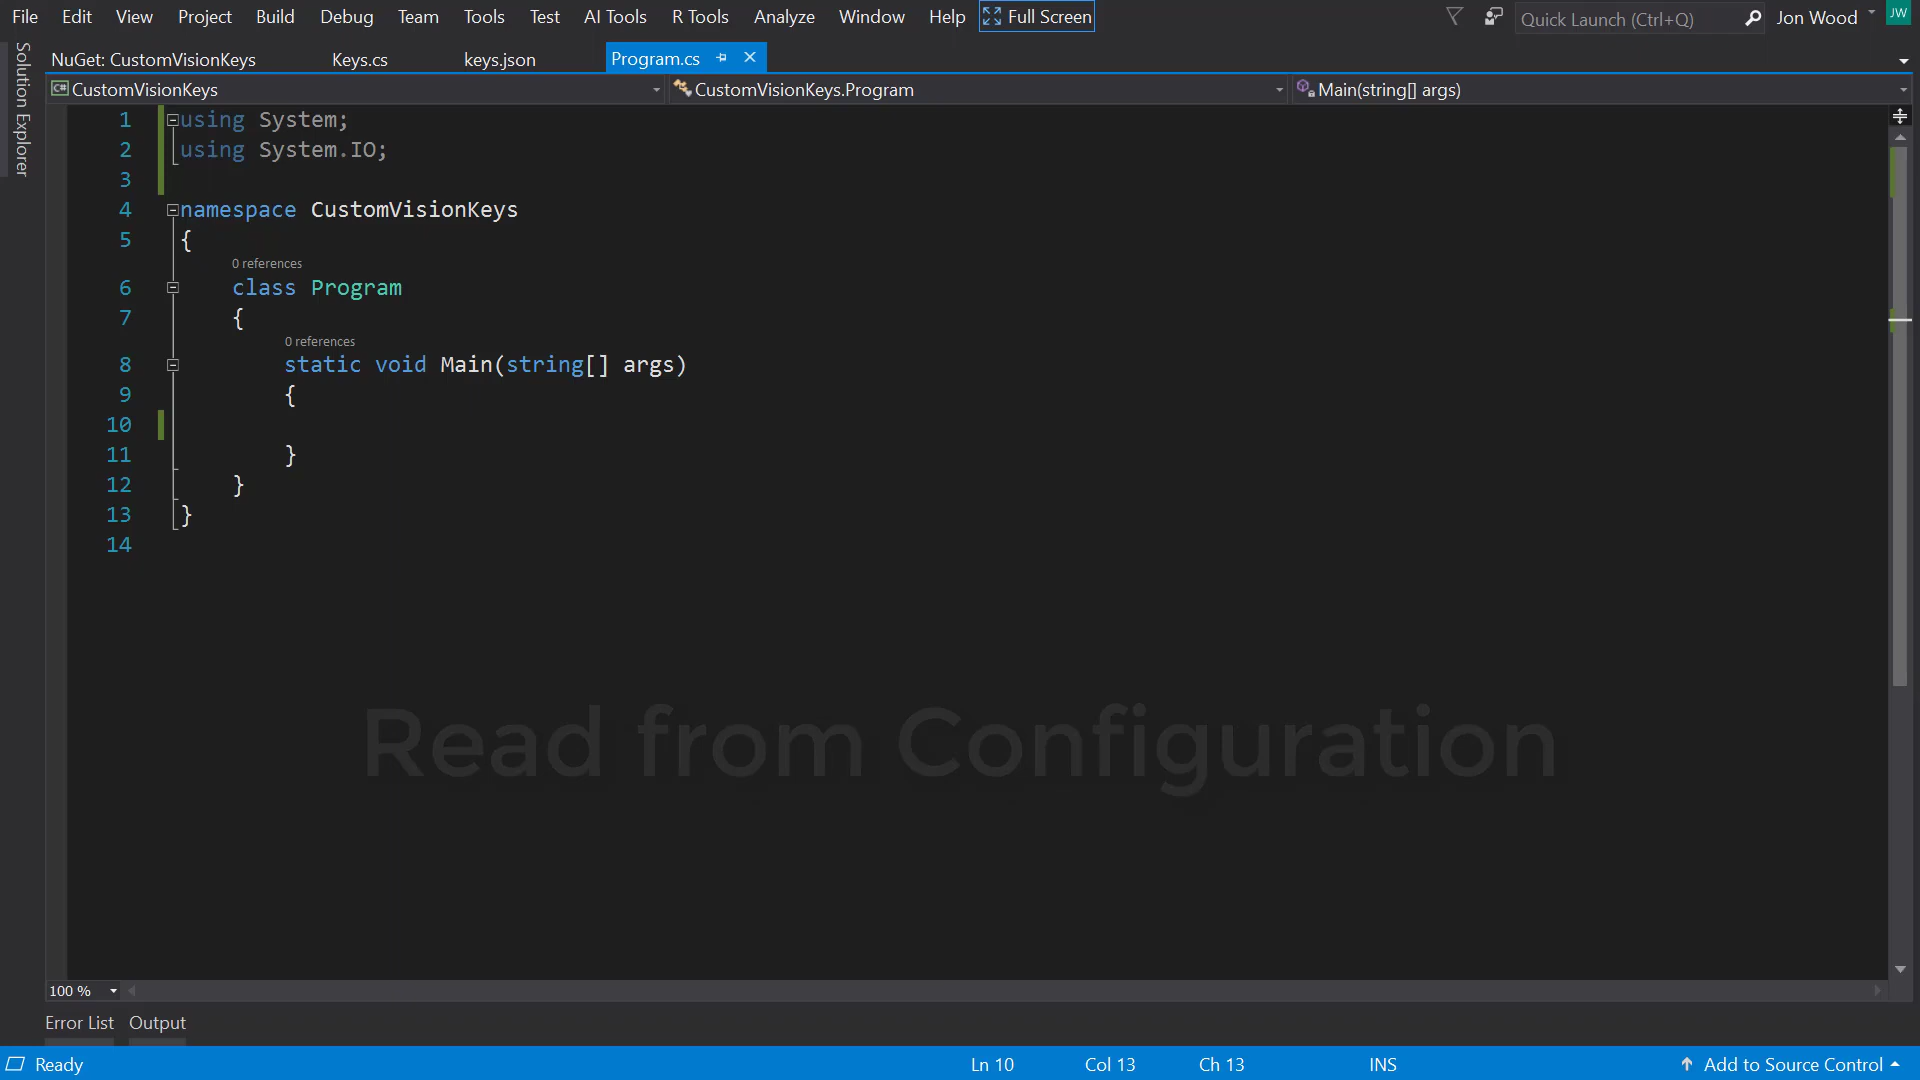 File Edit View Project Build Debug Team Tools Test AI Tools R Tools Analyze Window Help Full Screen Quick Launch (Ctrl+Q) Jon Wood JW
Solution Explorer
NuGet: CustomVisionKeys Keys.cs keys.json Program.cs
C# CustomVisionKeys CustomVisionKeys.Program Main(string[] args)
1 using System;
2 using System.IO;
3
4 namespace CustomVisionKeys
5 {
0 references
6 class Program
7 {
0 references
8 static void Main(string[] args)
9 {
10
11 }
12 }
13 }
14
Read from Configuration
100 %
Error List Output
Ready Ln 10 Col 13 Ch 13 INS Add to Source Control